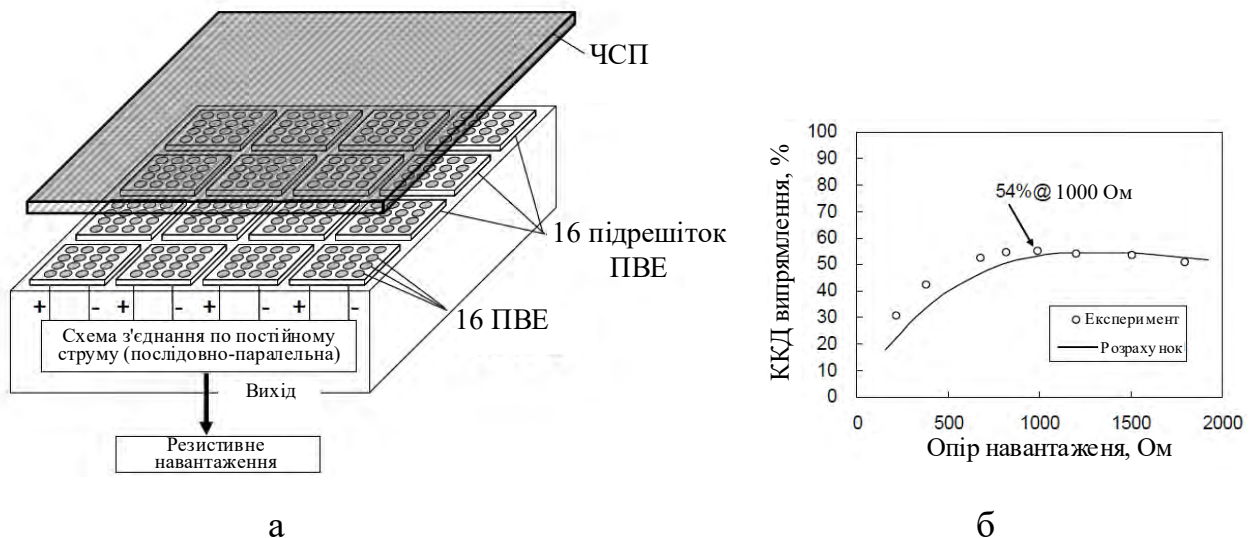 ЧСП
16 підрешіток
ПВЕ
16 ПВЕ
+ - + - + - + -
Схема з'єднання по постійному
струму (послідовно-паралельна)
Вихід
Резистивне
навантаження
а
ККД випрямлення, %
100
90
80
70
60
50
40
30
20
10
0
54%@ 1000 Ом
Експеримент
Розрахунок
0 500 1000 1500 2000
Опір навантаженя, Ом
б